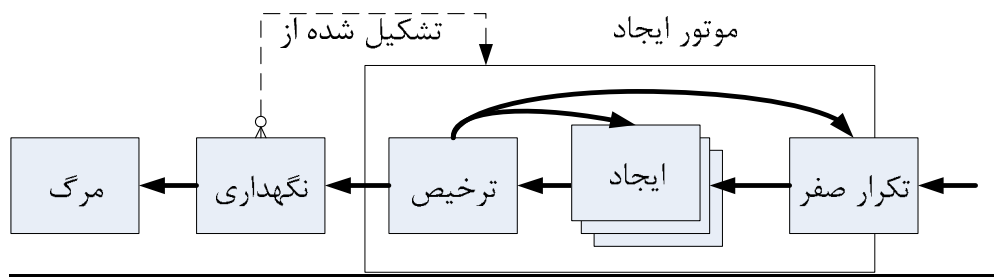 موتور ایجاد
تشکیل شده از
تکرار صفر
ایجاد
ترخیص
نگهداری
مرگ